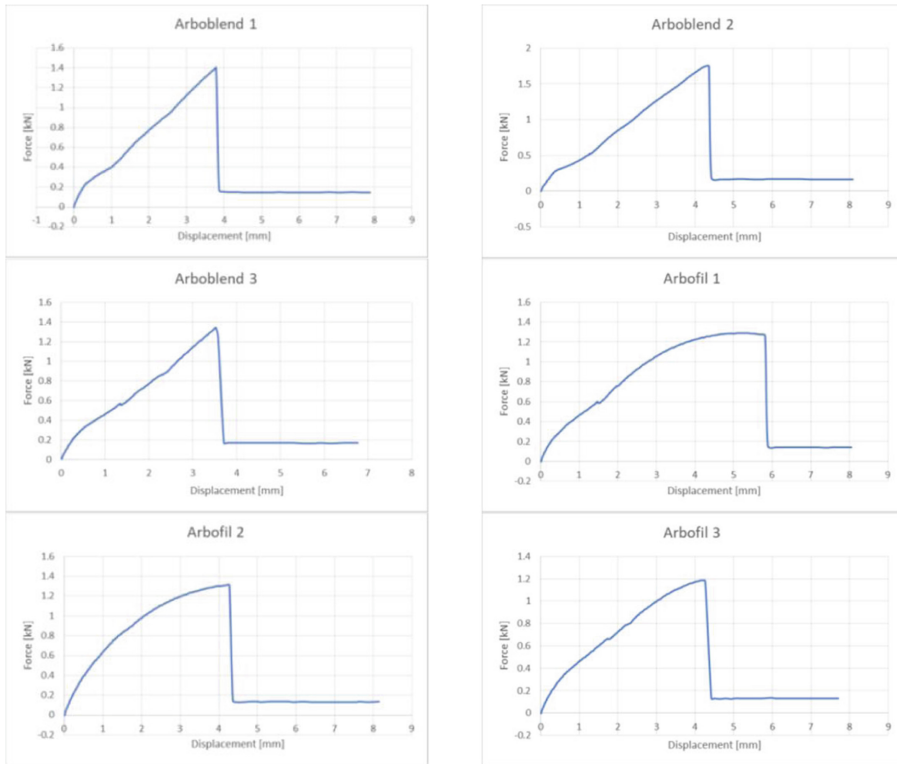 Arboblend 1
1.6
1.4
1.2
1
0.8
0.6
0.4
0.2
0
-0.2
-1 0 1 2 3 4 5 6 7 8 9
Force [kN]
Displacement [mm]
Arboblend 2
2
1.5
1
0.5
0
-0.5
0 1 2 3 4 5 6 7 8 9
Force [kN]
Displacement [mm]
Arboblend 3
1.6
1.4
1.2
1
0.8
0.6
0.4
0.2
0
0 1 2 3 4 5 6 7 8
Force [kN]
Displacement [mm]
Arbofil 1
1.6
1.4
1.2
1
0.8
0.6
0.4
0.2
0
-0.2
0 1 2 3 4 5 6 7 8 9
Force [kN]
Displacement [mm]
Arbofil 2
1.6
1.4
1.2
1
0.8
0.6
0.4
0.2
0
-0.2
0 1 2 3 4 5 6 7 8 9
Force [kN]
Displacement [mm]
Arbofil 3
1.4
1.2
1
0.8
0.6
0.4
0.2
0
-0.2
0 1 2 3 4 5 6 7 8 9
Force [kN]
Displacement [mm]